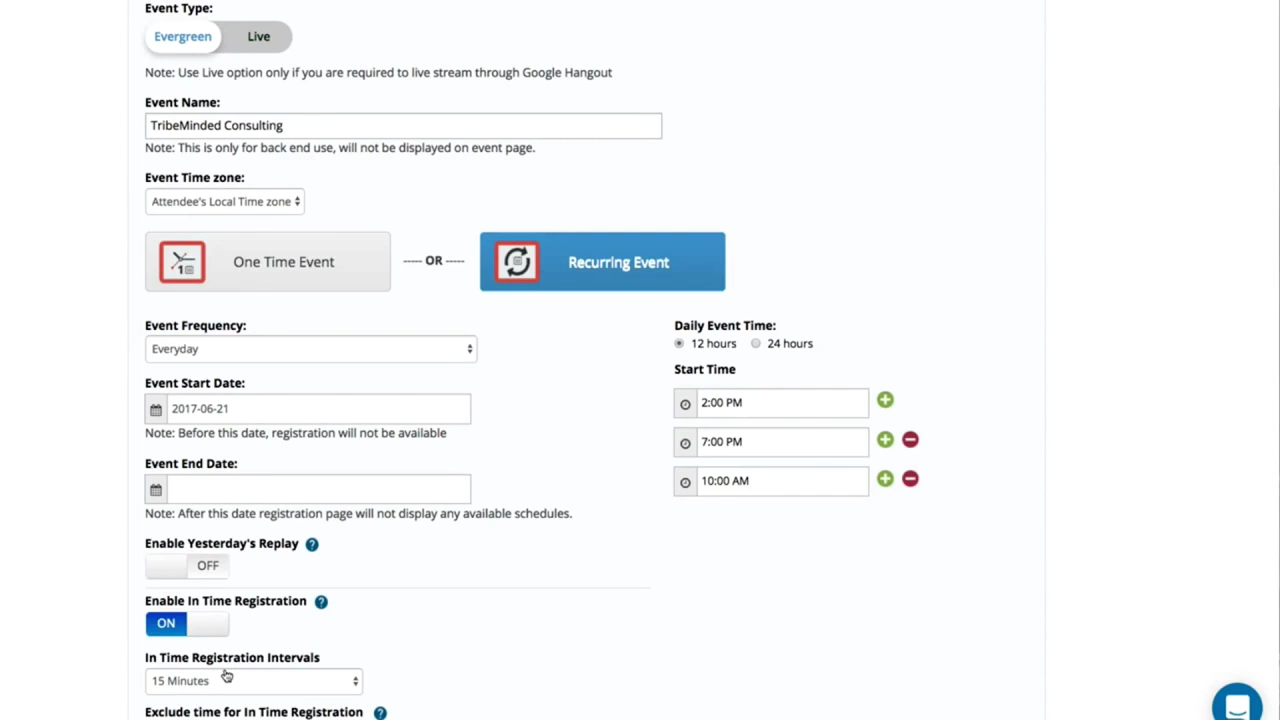 Event Type:
Evergreen Live
Note: Use Live option only if you are required to live stream through Google Hangout
Event Name:
TribeMinded Consulting
Note: This is only for back end use, will not be displayed on event page.
Event Time zone:
Attendee's Local Time zone
1 One Time Event ---- OR ---- Recurring Event
Event Frequency:
Everyday
Event Start Date:
2017-06-21
Note: Before this date, registration will not be available
Event End Date:
Note: After this date registration page will not display any available schedules.
Daily Event Time:
12 hours 24 hours
Start Time
2:00 PM
7:00 PM
10:00 AM
Enable Yesterday's Replay ?
OFF
Enable In Time Registration ?
ON
In Time Registration Intervals
15 Minutes
Exclude time for In Time Registration ?